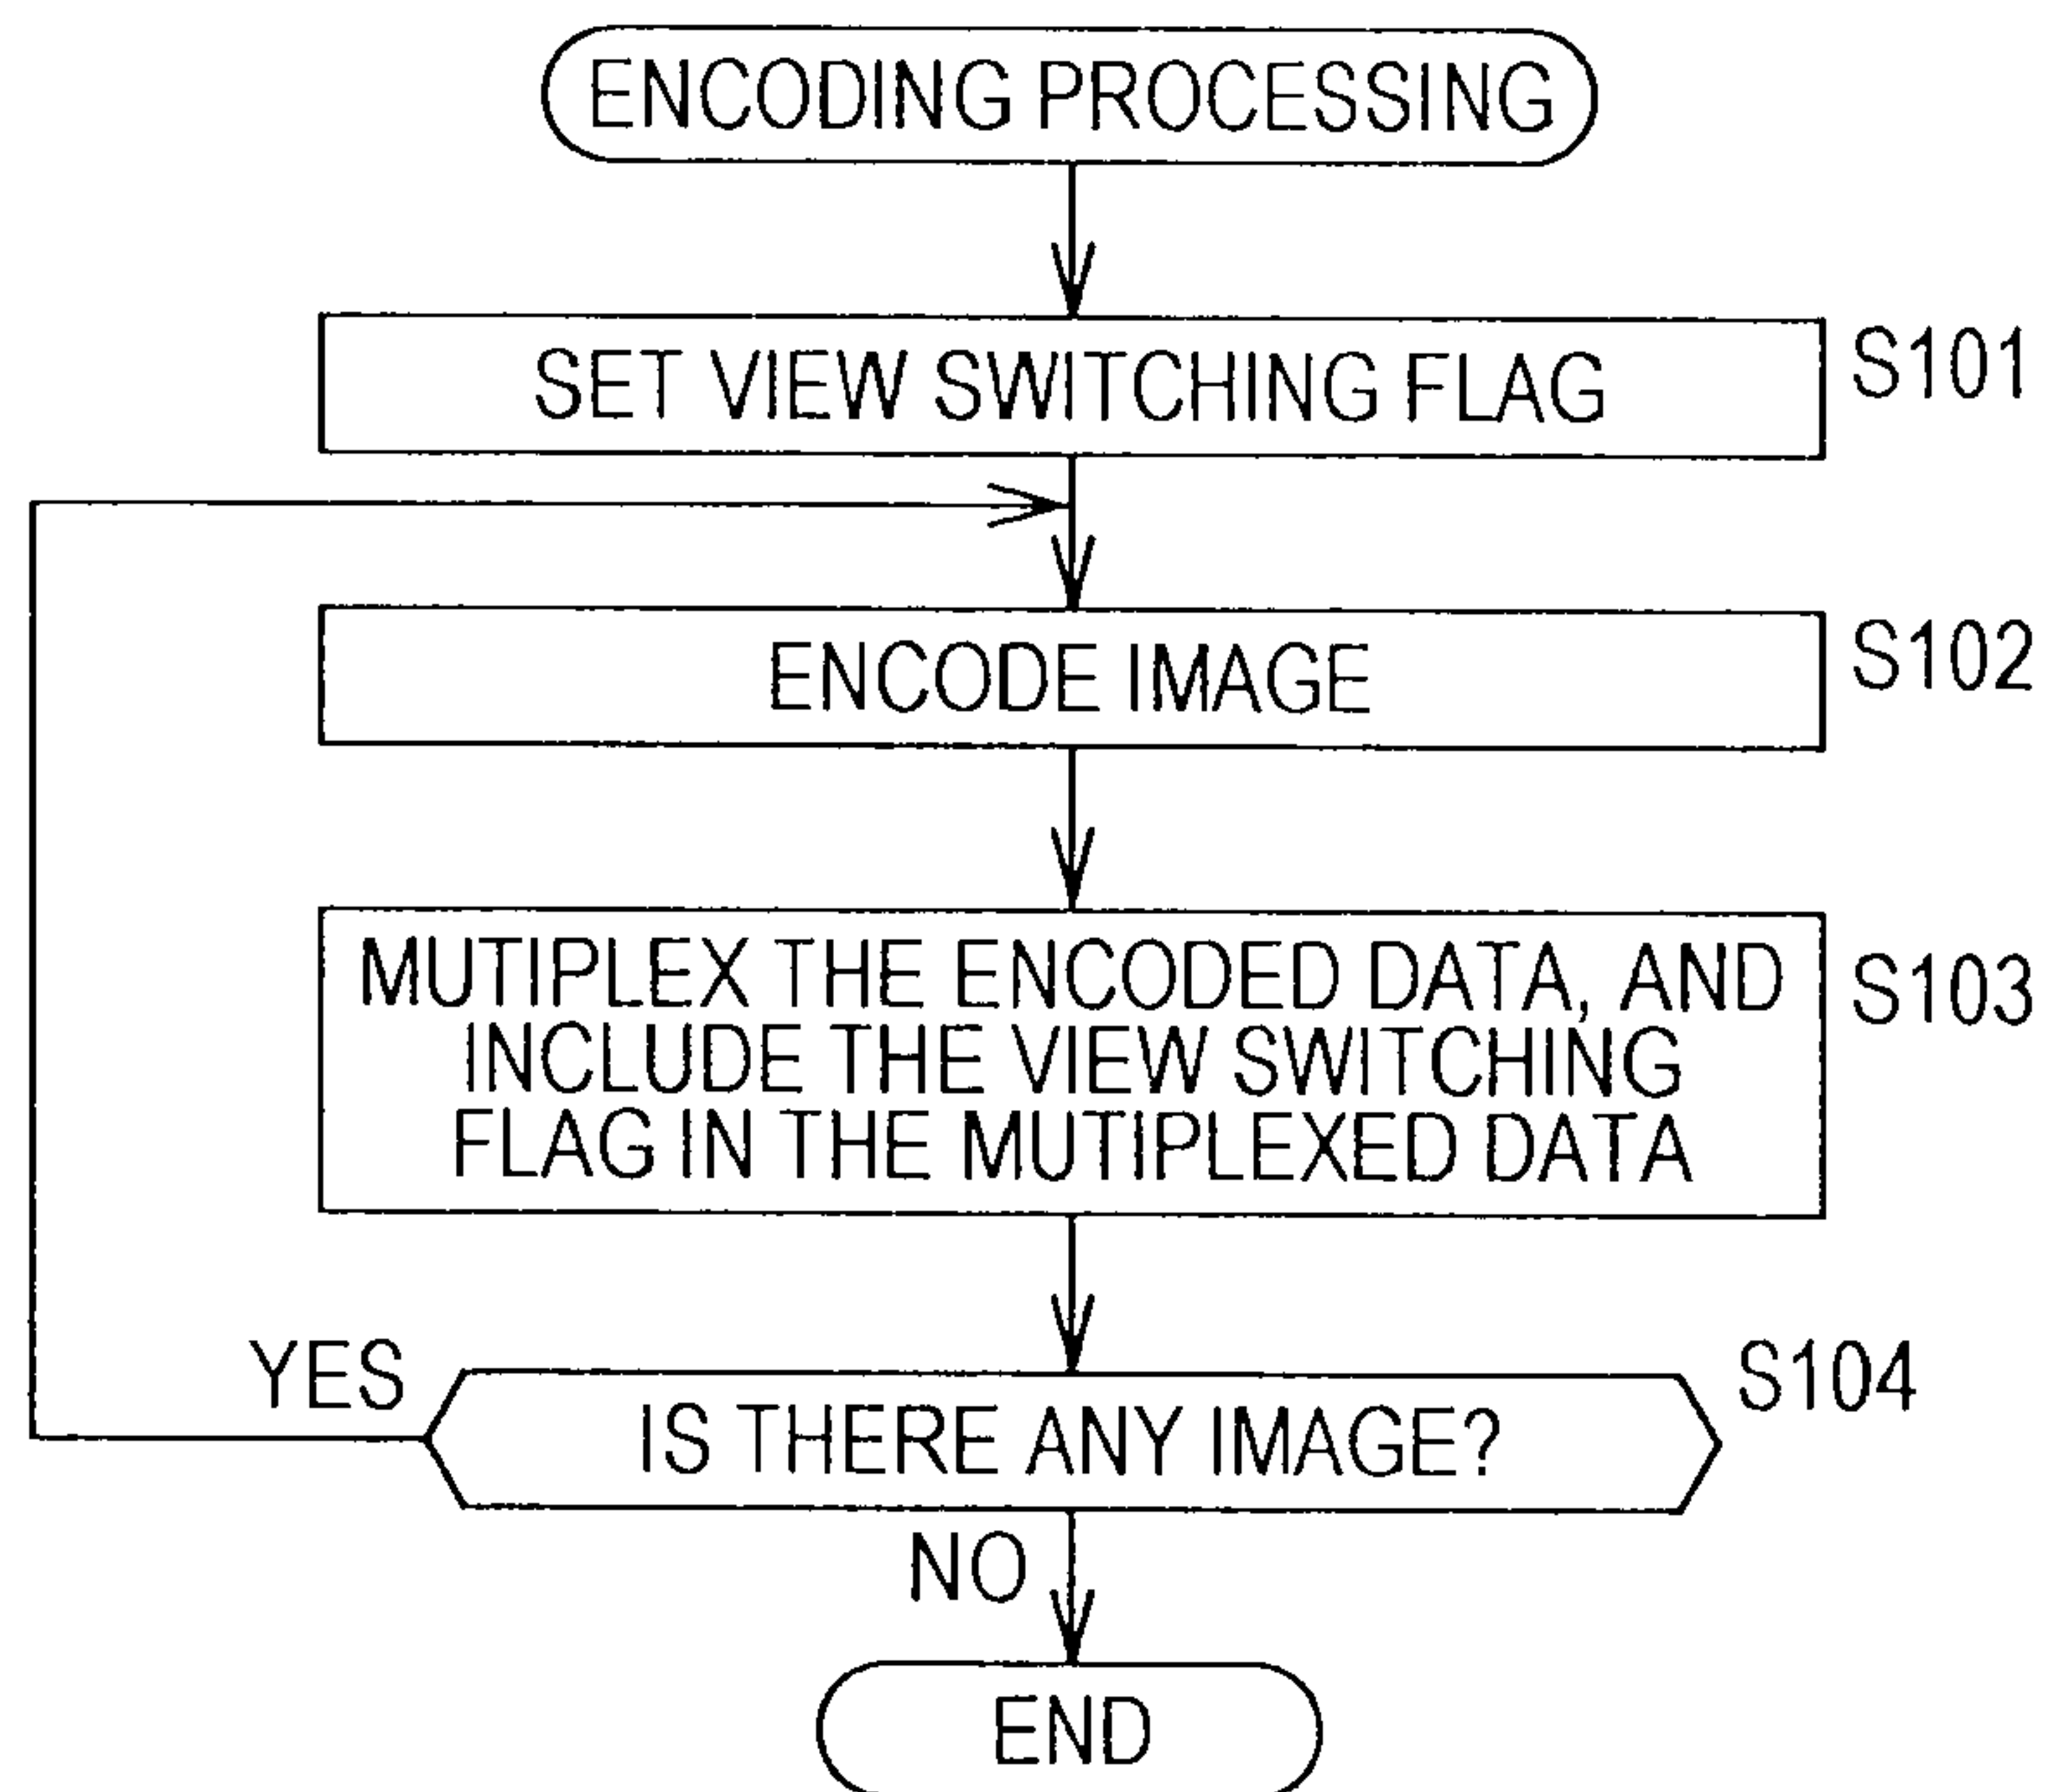 ENCODING PROCESSING
SET VIEW SWITCHING FLAG
S101
ENCODE IMAGE
S102
MUTIPLEX THE ENCODED DATA, AND
INCLUDE THE VIEW SWITCHING
FLAG IN THE MUTIPLEXED DATA
S103
YES
IS THERE ANY IMAGE?
S104
NO
END